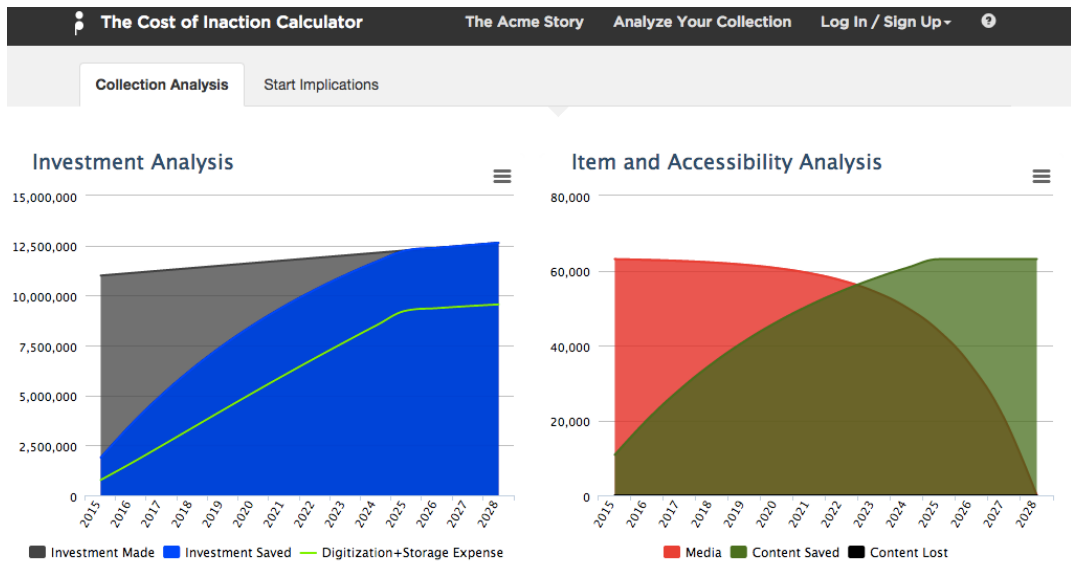 The Cost of Inaction Calculator The Acme Story Analyze Your Collection Log In / Sign Up ?
Collection Analysis Start Implications
Investment Analysis
15,000,000
12,500,000
10,000,000
7,500,000
5,000,000
2,500,000
0
2015 2016 2017 2018 2019 2020 2021 2022 2023 2024 2025 2026 2027 2028
Investment Made Investment Saved Digitization+Storage Expense
Item and Accessibility Analysis
80,000
60,000
40,000
20,000
0
2015 2016 2017 2018 2019 2020 2021 2022 2023 2024 2025 2026 2027 2028
Media Content Saved Content Lost